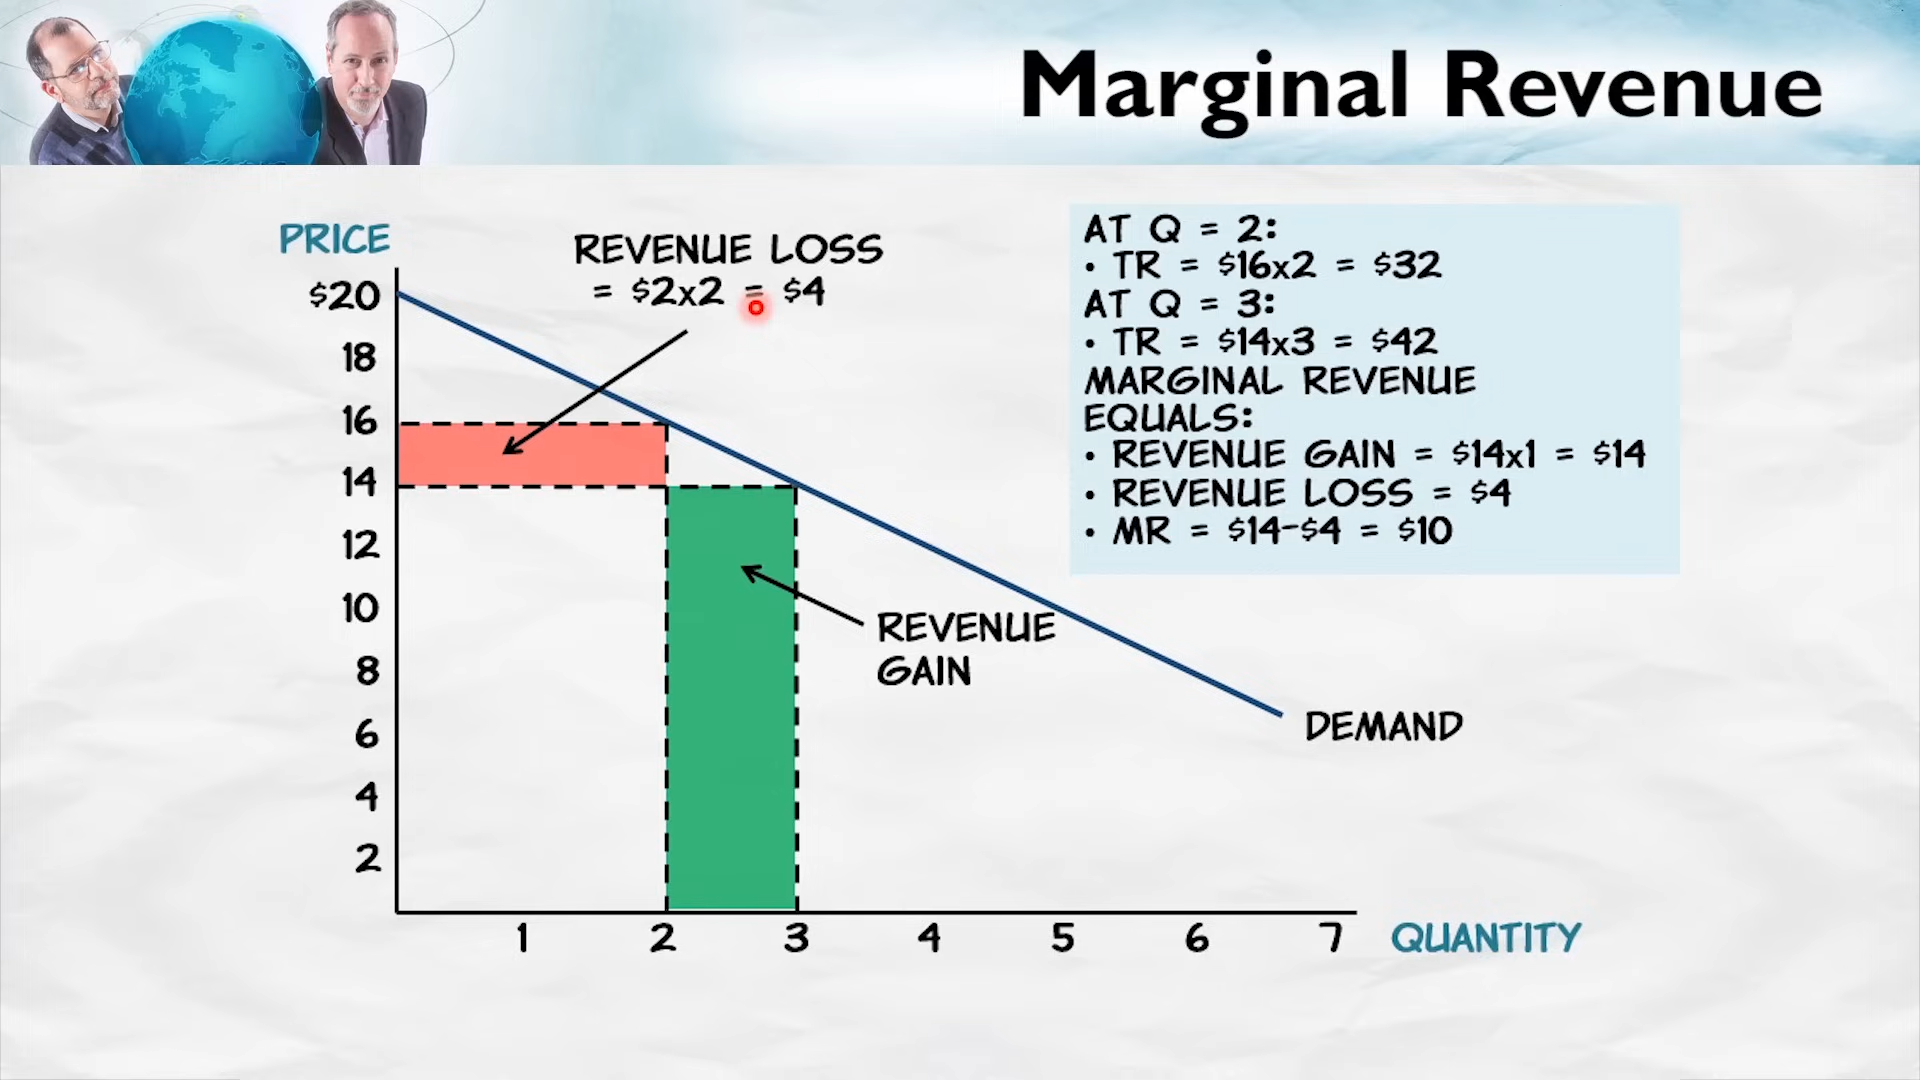 Marginal Revenue
PRICE
REVENUE LOSS
= $2x2 = $4
$20
18
16
14
12
10
8
6
4
2
AT Q = 2:
• TR = $16x2 = $32
AT Q = 3:
• TR = $14x3 = $42
MARGINAL REVENUE
EQUALS:
• REVENUE GAIN = $14x1 = $14
• REVENUE LOSS = $4
• MR = $14-$4 = $10
REVENUE
GAIN
DEMAND
1 2 3 4 5 6 7 QUANTITY